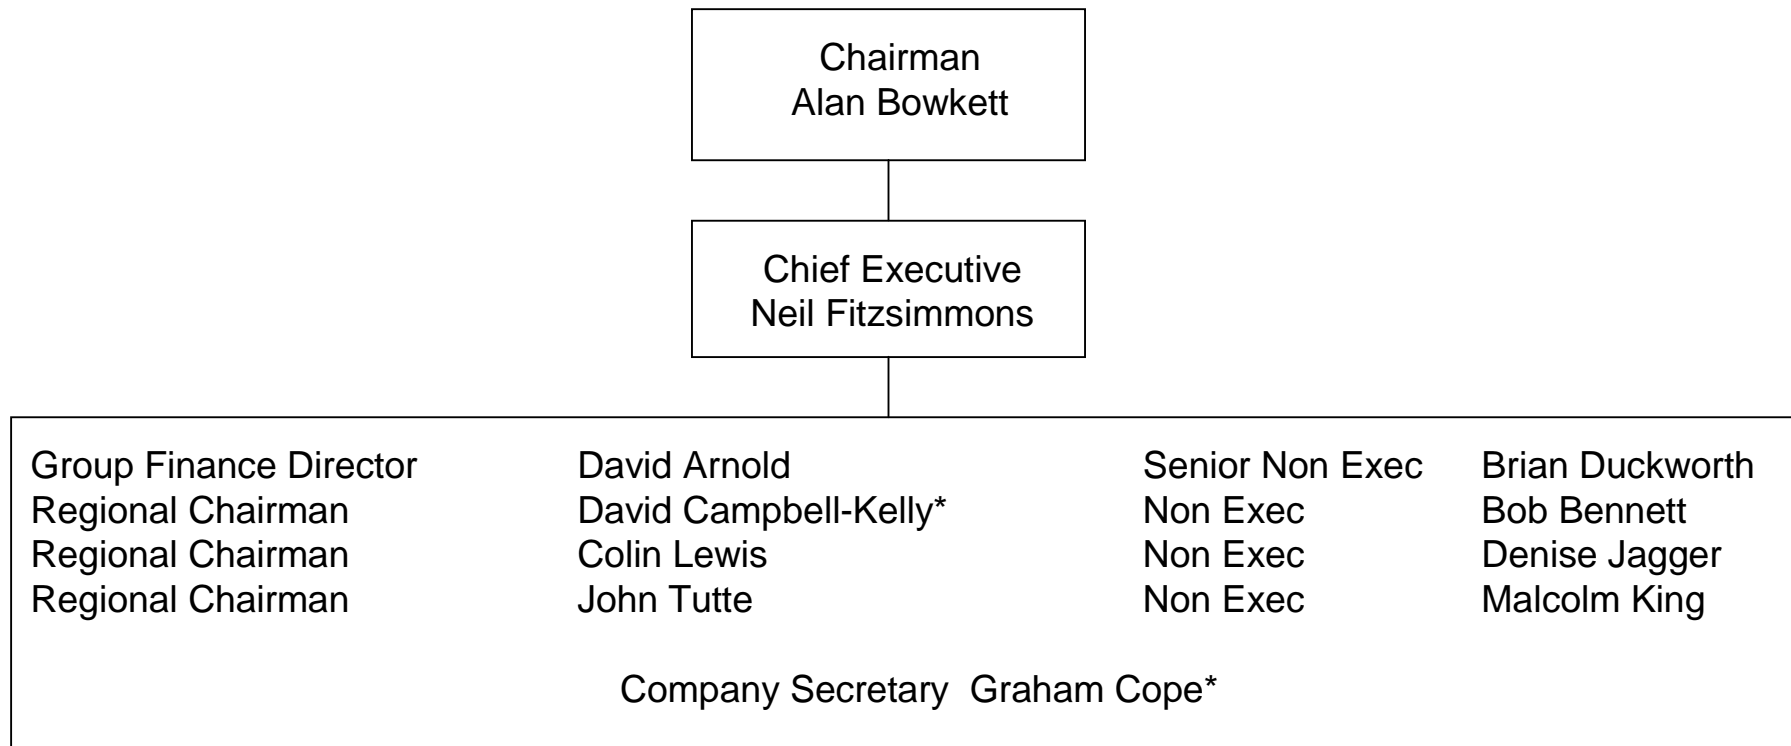 Chairman
Alan Bowkett
Chief Executive
Neil Fitzsimmons
Group Finance Director David Arnold Senior Non Exec Brian Duckworth
Regional Chairman David Campbell-Kelly* Non Exec Bob Bennett
Regional Chairman Colin Lewis Non Exec Denise Jagger
Regional Chairman John Tutte Non Exec Malcolm King
Company Secretary Graham Cope*